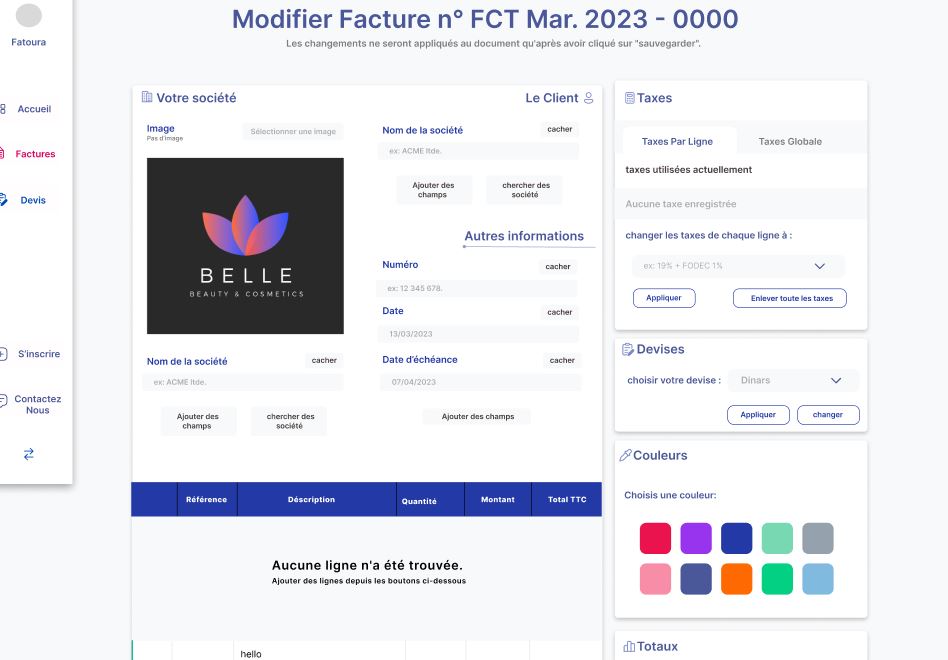 Modifier Facture n° FCT Mar. 2023 - 0000
Les changements ne seront appliqués au document qu'après avoir cliqué sur "sauvegarder".
Fatoura
Accueil
Factures
Devis
S'inscrire
Contactez
Nous
Votre société
Image
Pas d'image
Sélectionner une image
BELLE
BEAUTY & COSMETICS
Nom de la société
cacher
ex: ACME ltde.
Ajouter des
champs
chercher des
société
Le Client
Nom de la société
cacher
ex: ACME ltde.
Ajouter des
champs
chercher des
société
Autres informations
Numéro
cacher
ex: 12 345 678.
Date
cacher
13/03/2023
Date d'échéance
cacher
07/04/2023
Ajouter des champs
Référence
Déscription
Quantité
Montant
Total TTC
Aucune ligne n'a été trouvée.
Ajouter des lignes depuis les boutons ci-dessous
hello
Taxes
Taxes Par Ligne
Taxes Globale
taxes utilisées actuellement
Aucune taxe enregistrée
changer les taxes de chaque ligne à :
ex: 19% + FODEC 1%
Appliquer
Enlever toute les taxes
Devises
choisir votre devise :
Dinars
Appliquer
changer
Couleurs
Choisis une couleur:
Totaux